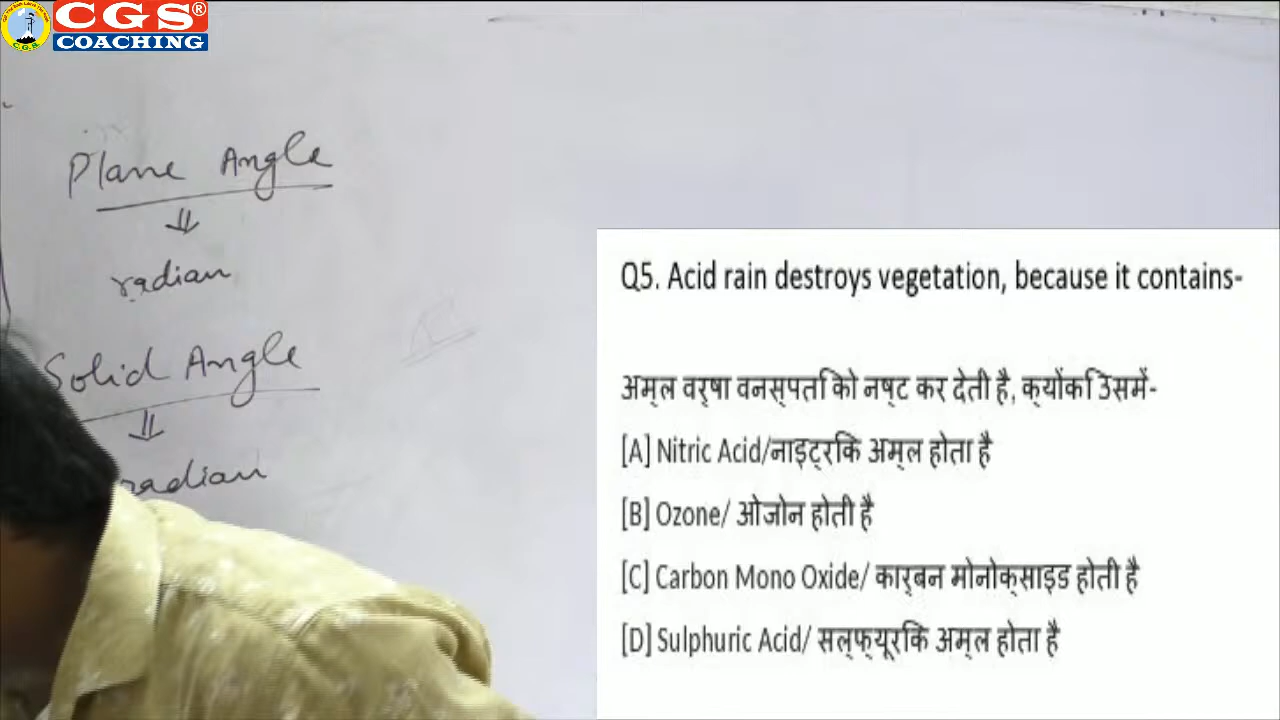 CGS®
COACHING
C.G.S
Plane Angle
⇓
radian
Solid Angle
⇓
radian
Q5. Acid rain destroys vegetation, because it contains-
अम्ल वर्षा वनस्पति को नष्ट कर देती है, क्योंकि उसमें-
[A] Nitric Acid/नाइट्रिक अम्ल होता है
[B] Ozone/ ओजोन होती है
[C] Carbon Mono Oxide/ कार्बन मोनोक्साइड होती है
[D] Sulphuric Acid/ सल्फ्यूरिक अम्ल होता है